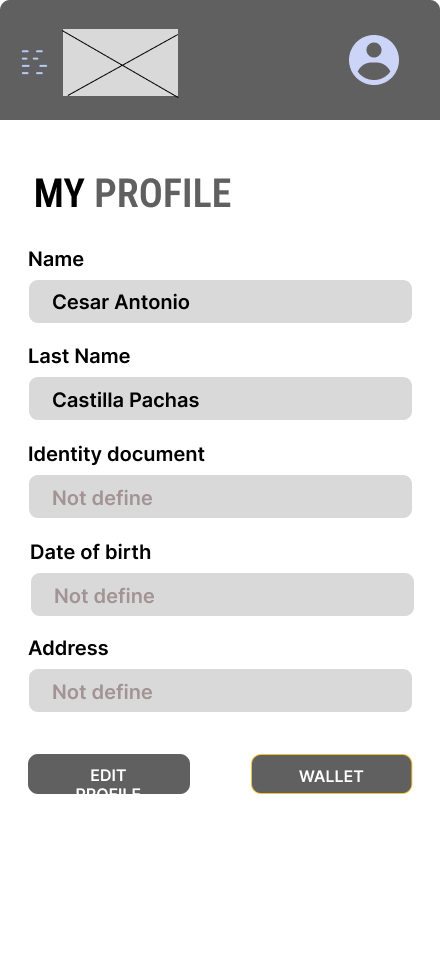 MY PROFILE
Name
Cesar Antonio
Last Name
Castilla Pachas
Identity document
Not define
Date of birth
Not define
Address
Not define
EDIT
PROFILE
WALLET